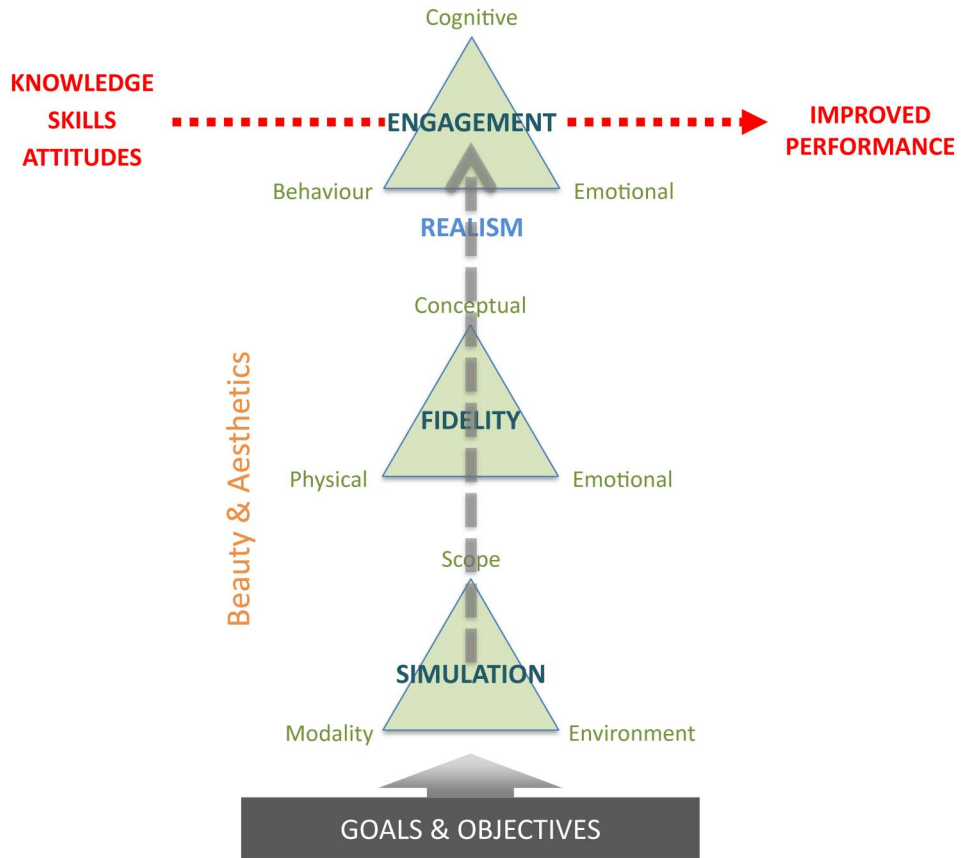 Cognitive
KNOWLEDGE
SKILLS
ATTITUDES
ENGAGEMENT
IMPROVED
PERFORMANCE
Behaviour
Emotional
REALISM
Conceptual
Beauty & Aesthetics
FIDELITY
Physical
Emotional
Scope
SIMULATION
Modality
Environment
GOALS & OBJECTIVES